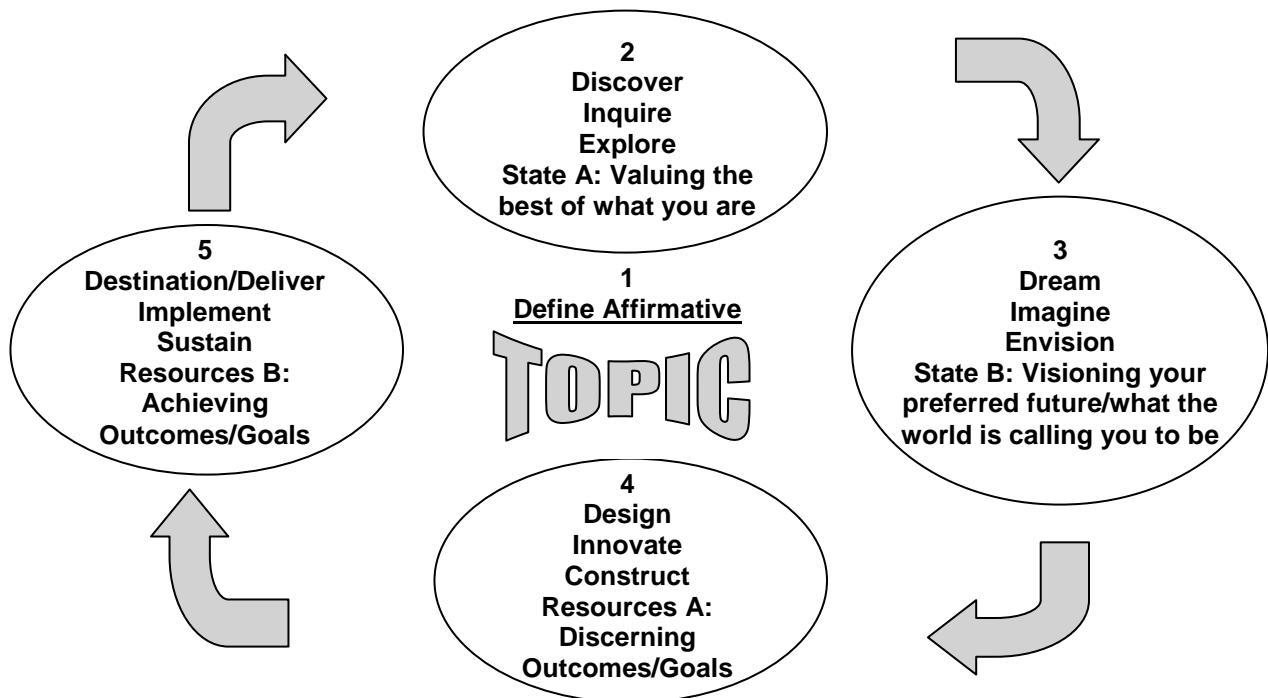 1
Define Affirmative
TOPIC
2
Discover
Inquire
Explore
State A: Valuing the
best of what you are
3
Dream
Imagine
Envision
State B: Visioning your
preferred future/what the
world is calling you to be
4
Design
Innovate
Construct
Resources A:
Discerning
Outcomes/Goals
5
Destination/Deliver
Implement
Sustain
Resources B:
Achieving
Outcomes/Goals